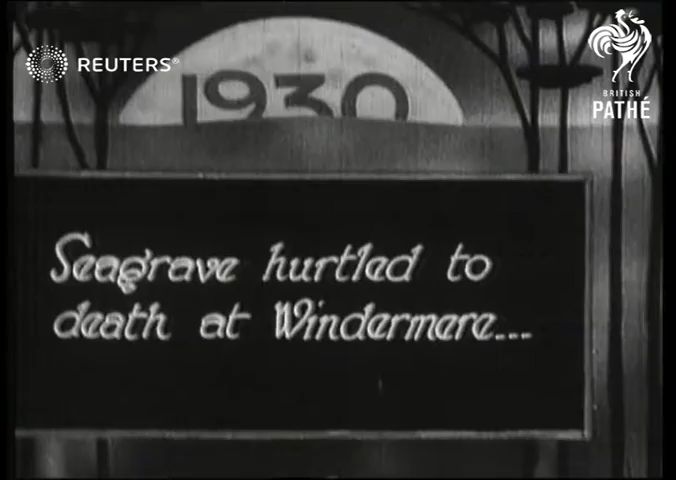 1930
REUTERS®
BRITISH
PATHÉ
Seagrave hurtled to
death at Windermere...